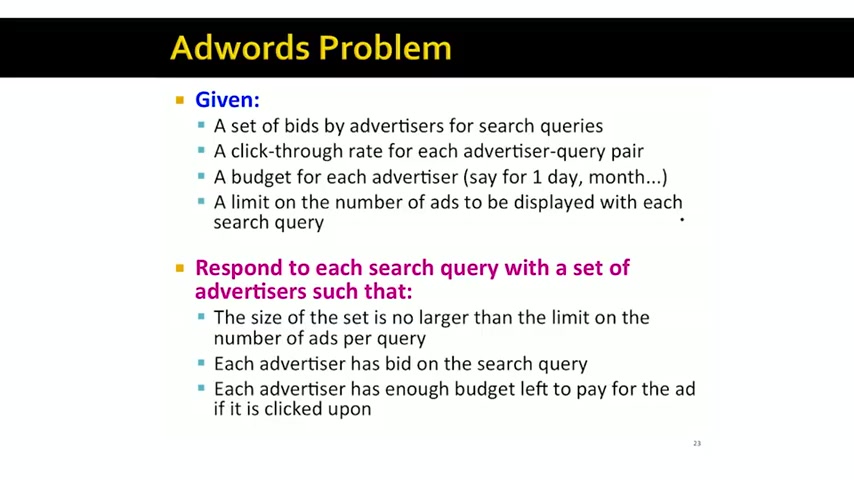 Adwords Problem
Given:
A set of bids by advertisers for search queries
A click-through rate for each advertiser-query pair
A budget for each advertiser (say for 1 day, month...)
A limit on the number of ads to be displayed with each
search query
Respond to each search query with a set of
advertisers such that:
The size of the set is no larger than the limit on the
number of ads per query
Each advertiser has bid on the search query
Each advertiser has enough budget left to pay for the ad
if it is clicked upon
23